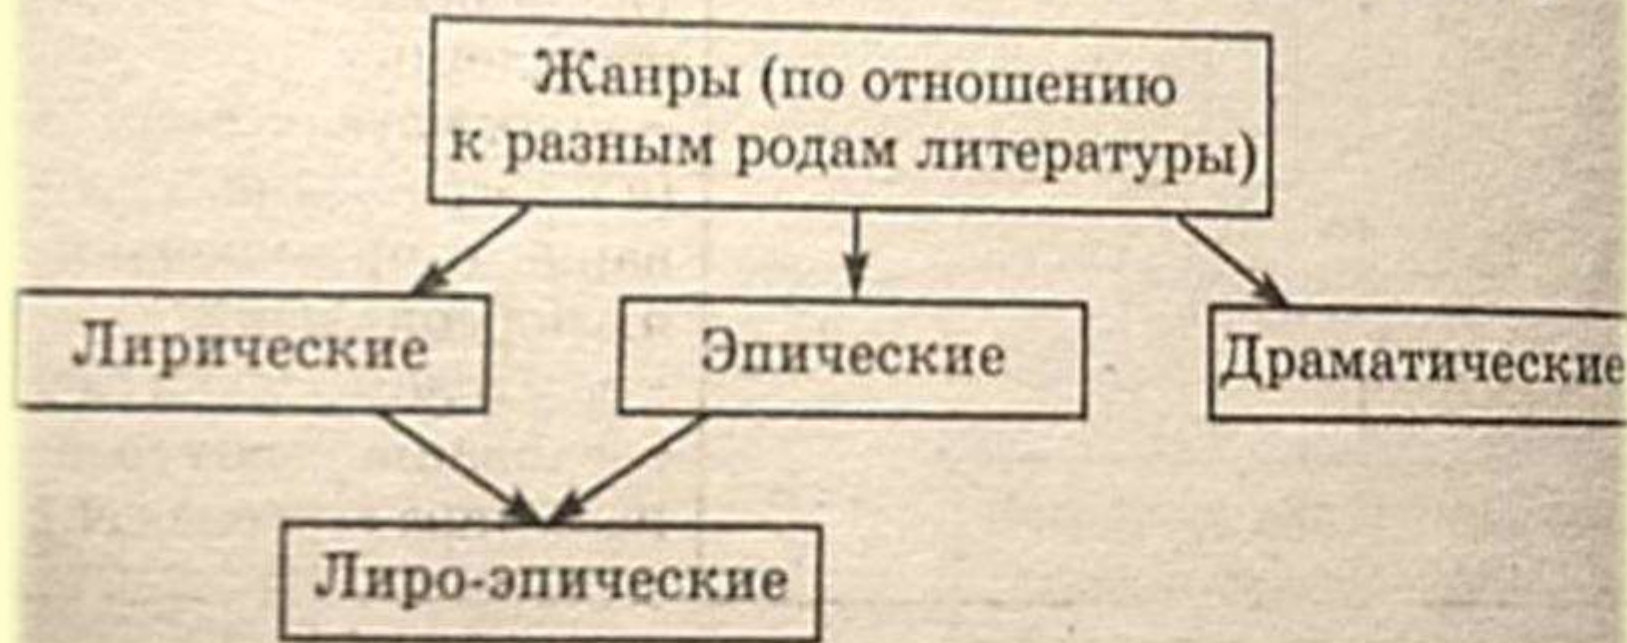 Жанры (по отношению
к разным родам литературы)
Лирические
Эпические
Драматические
Лиро-эпические